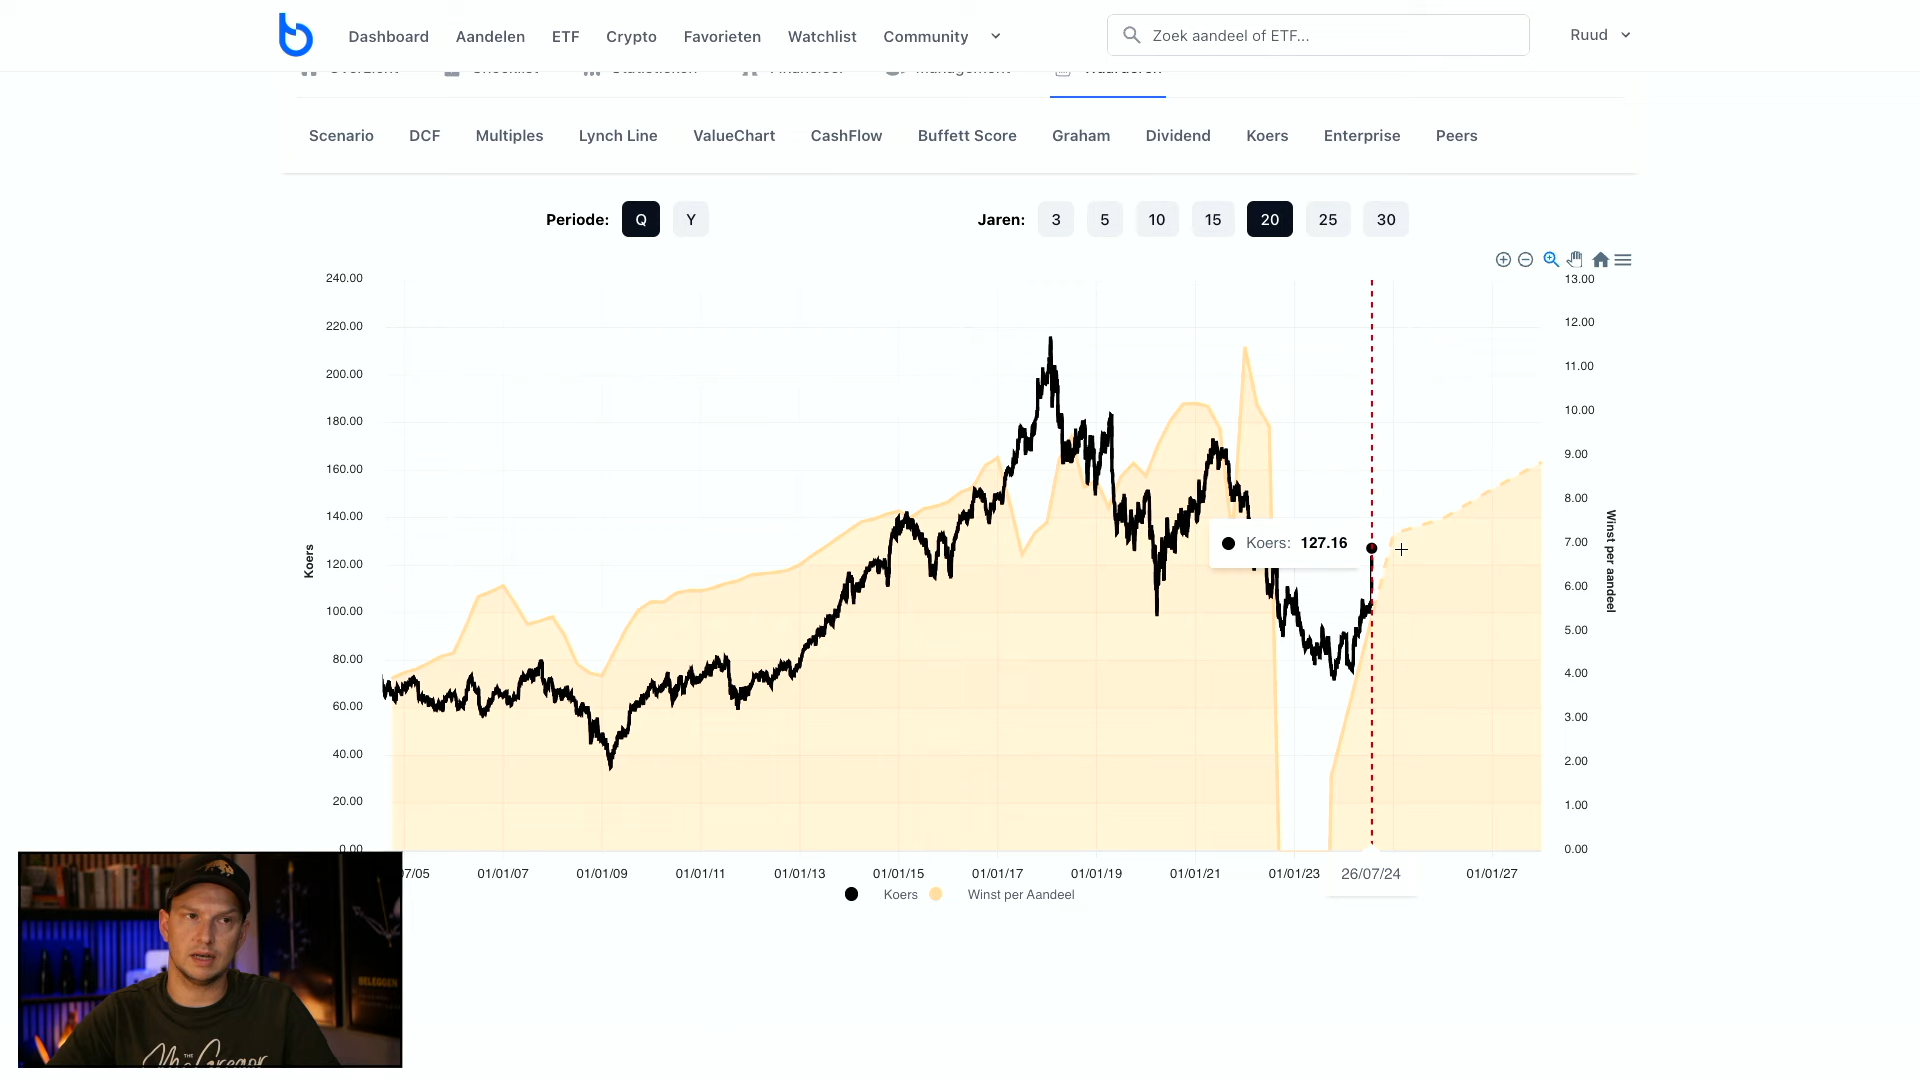 Dashboard Aandelen ETF Crypto Favorieten Watchlist Community Zoek aandeel of ETF... Ruud
Scenario DCF Multiples Lynch Line ValueChart CashFlow Buffett Score Graham Dividend Koers Enterprise Peers
Periode: Q Y Jaren: 3 5 10 15 20 25 30
240.00
220.00
200.00
180.00
160.00
140.00
120.00
100.00
80.00
60.00
40.00
20.00
0.00
Koers
Koers: 127.16
13.00
12.00
11.00
10.00
9.00
8.00
7.00
6.00
5.00
4.00
3.00
2.00
1.00
0.00
Winst per aandeel
07/05 01/01/07 01/01/09 01/01/11 01/01/13 01/01/15 01/01/17 01/01/19 01/01/21 01/01/23 26/07/24 01/01/27
Koers Winst per Aandeel
BELEGGEN
THE
McGregor